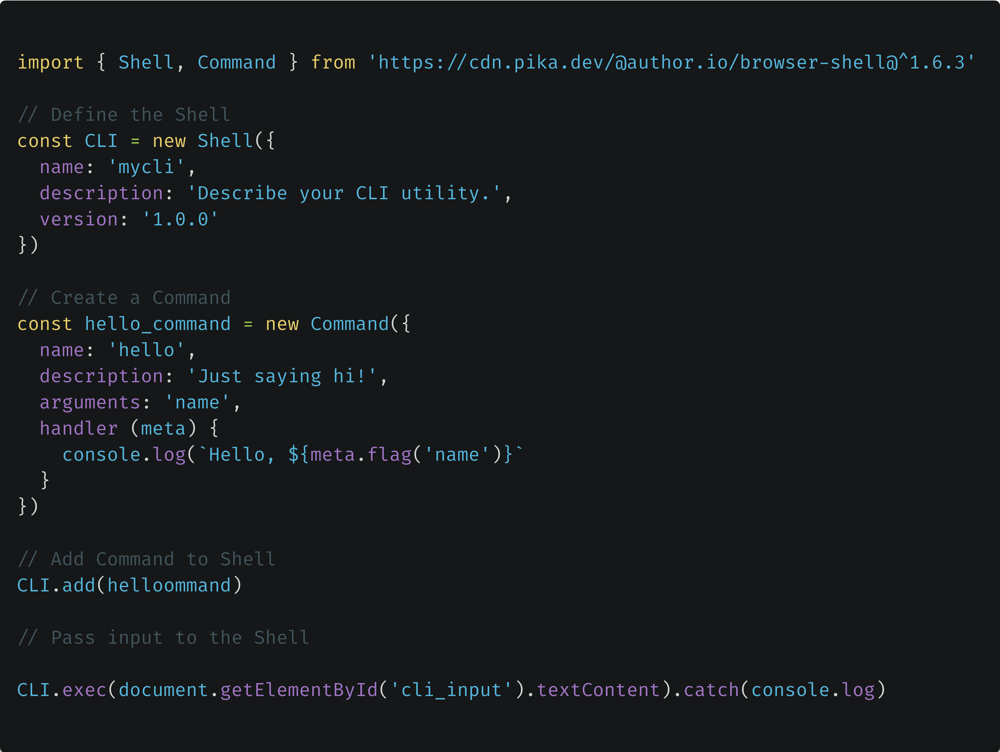 import { Shell, Command } from 'https://cdn.pika.dev/@author.io/browser-shell@^1.6.3'
// Define the Shell
const CLI = new Shell({
  name: 'mycli',
  description: 'Describe your CLI utility.',
  version: '1.0.0'
})
// Create a Command
const hello_command = new Command({
  name: 'hello',
  description: 'Just saying hi!',
  arguments: 'name',
  handler (meta) {
    console.log(`Hello, ${meta.flag('name')}`
  }
})
// Add Command to Shell
CLI.add(helloommand)
// Pass input to the Shell
CLI.exec(document.getElementById('cli_input').textContent).catch(console.log)